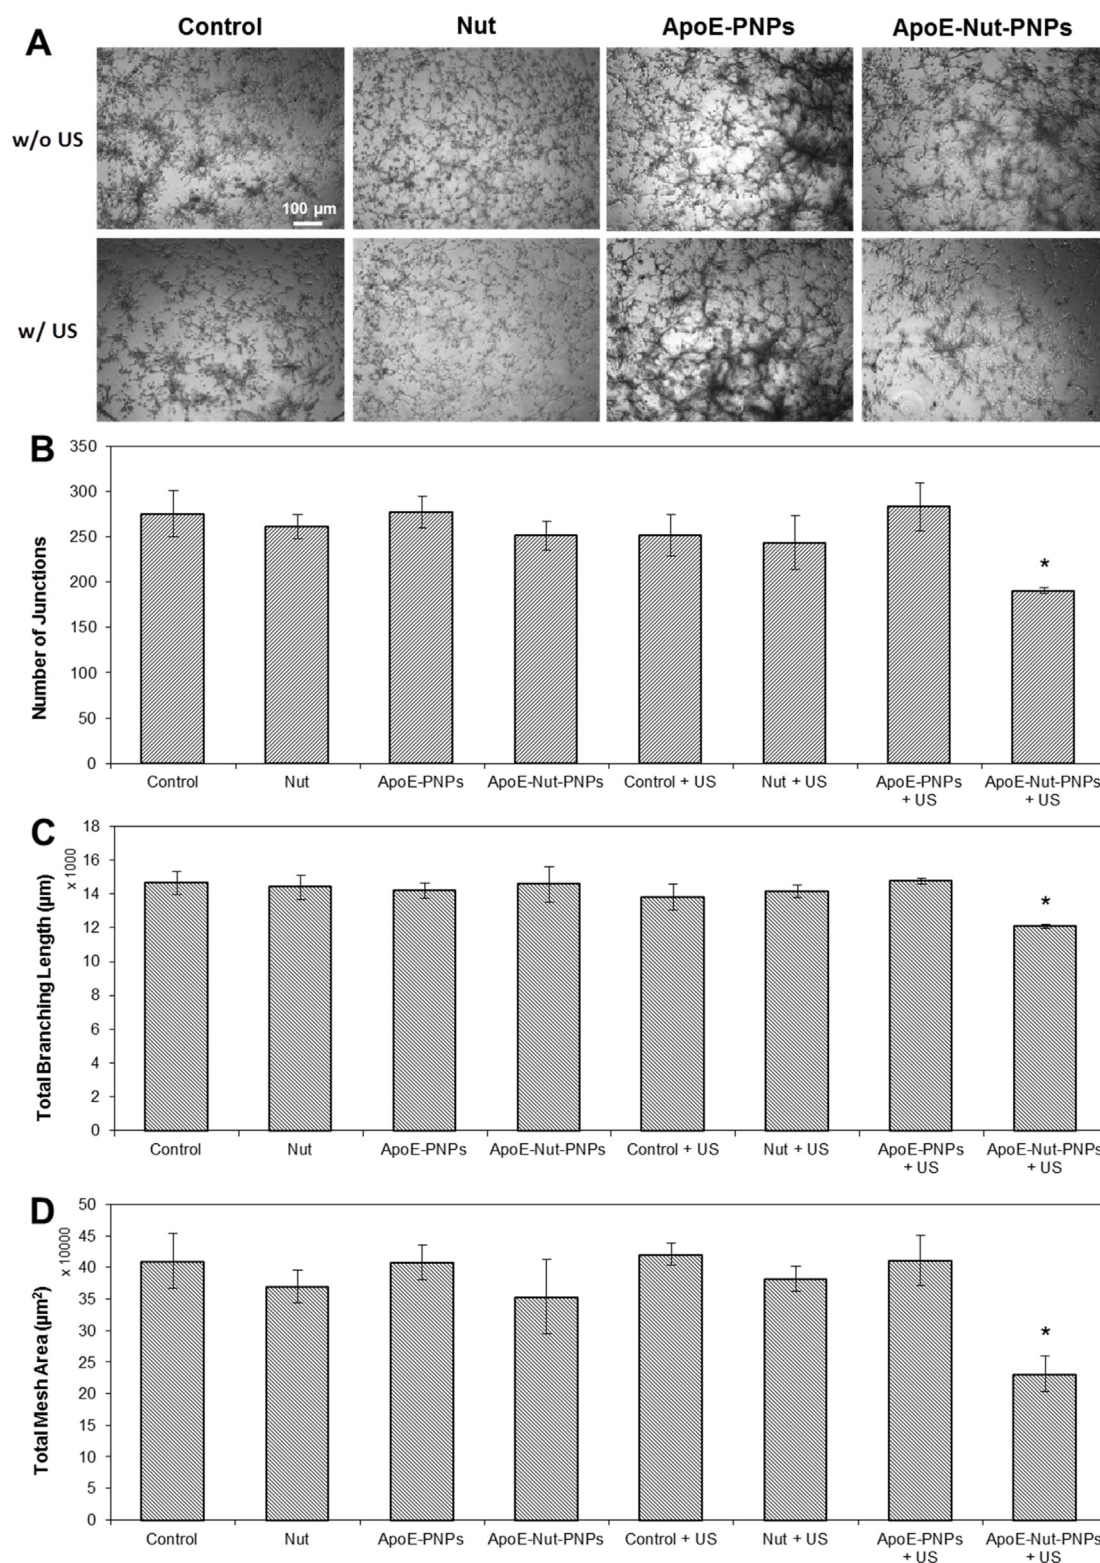 A
Control
Nut
ApoE-PNPs
ApoE-Nut-PNPs
w/o US
100 µm
w/ US
B
Number of Junctions
350
300
250
200
150
100
50
0
*
Control
Nut
ApoE-PNPs
ApoE-Nut-PNPs
Control + US
Nut + US
ApoE-PNPs
+ US
ApoE-Nut-PNPs
+ US
C
Total Branching Length (µm)
x 1000
18
16
14
12
10
8
6
4
2
0
*
Control
Nut
ApoE-PNPs
ApoE-Nut-PNPs
Control + US
Nut + US
ApoE-PNPs
+ US
ApoE-Nut-PNPs
+ US
D
Total Mesh Area (µm²)
x 10000
50
45
40
35
30
25
20
15
10
5
0
*
Control
Nut
ApoE-PNPs
ApoE-Nut-PNPs
Control + US
Nut + US
ApoE-PNPs
+ US
ApoE-Nut-PNPs
+ US